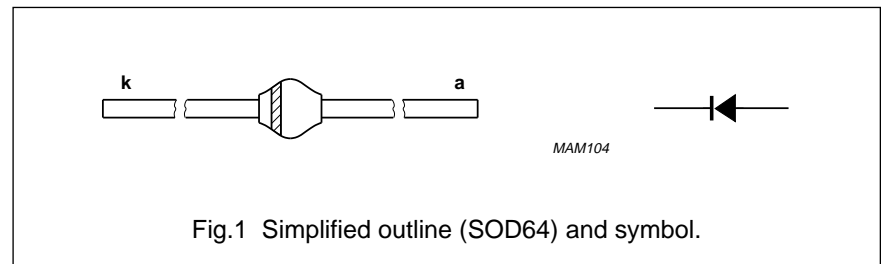 k
a
MAM104
Fig.1 Simplified outline (SOD64) and symbol.